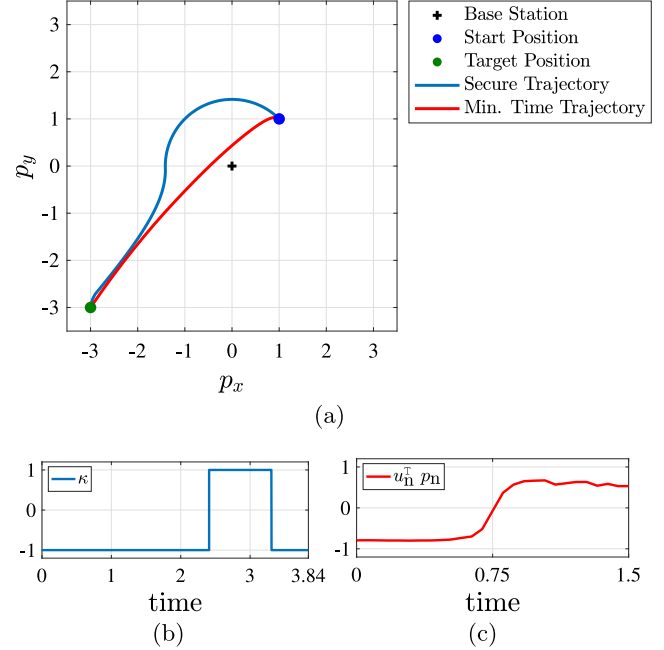 3
2
1
0
-1
-2
-3
p_y
-3 -2 -1 0 1 2 3
p_x
(a)
Base Station
Start Position
Target Position
Secure Trajectory
Min. Time Trajectory
1
0
-1
κ
0 1 2 3 3.84
time
(b)
1
0
-1
u_n^T p_n
0 0.75 1.5
time
(c)